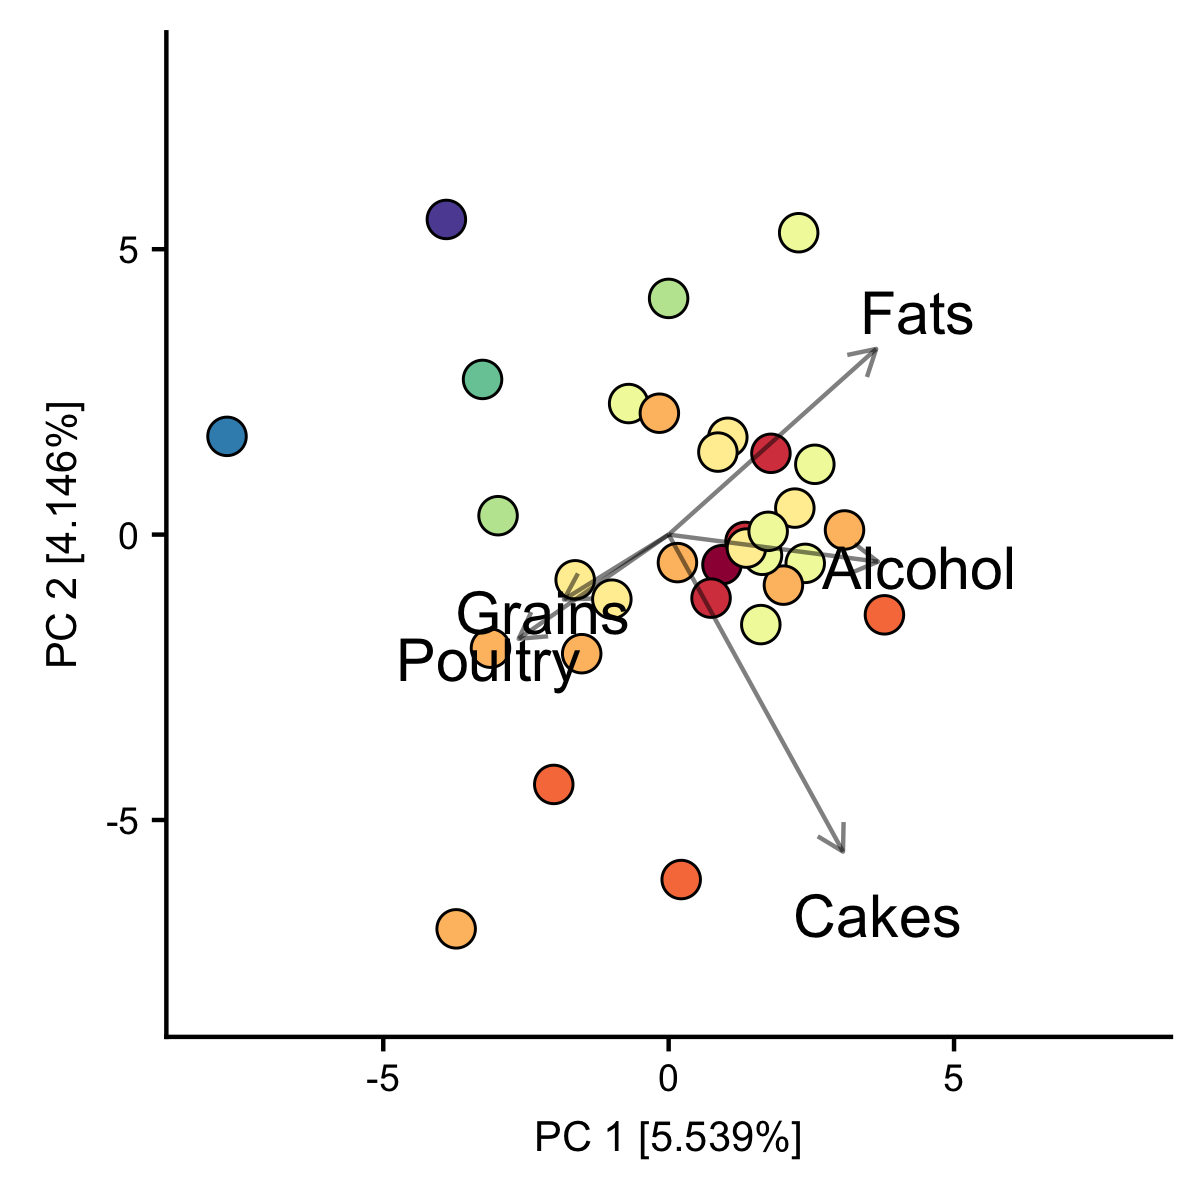 5
Fats
PC 2 [4.146%]
0
Alcohol
Grains
Poultry
-5
Cakes
-5
0
5
PC 1 [5.539%]